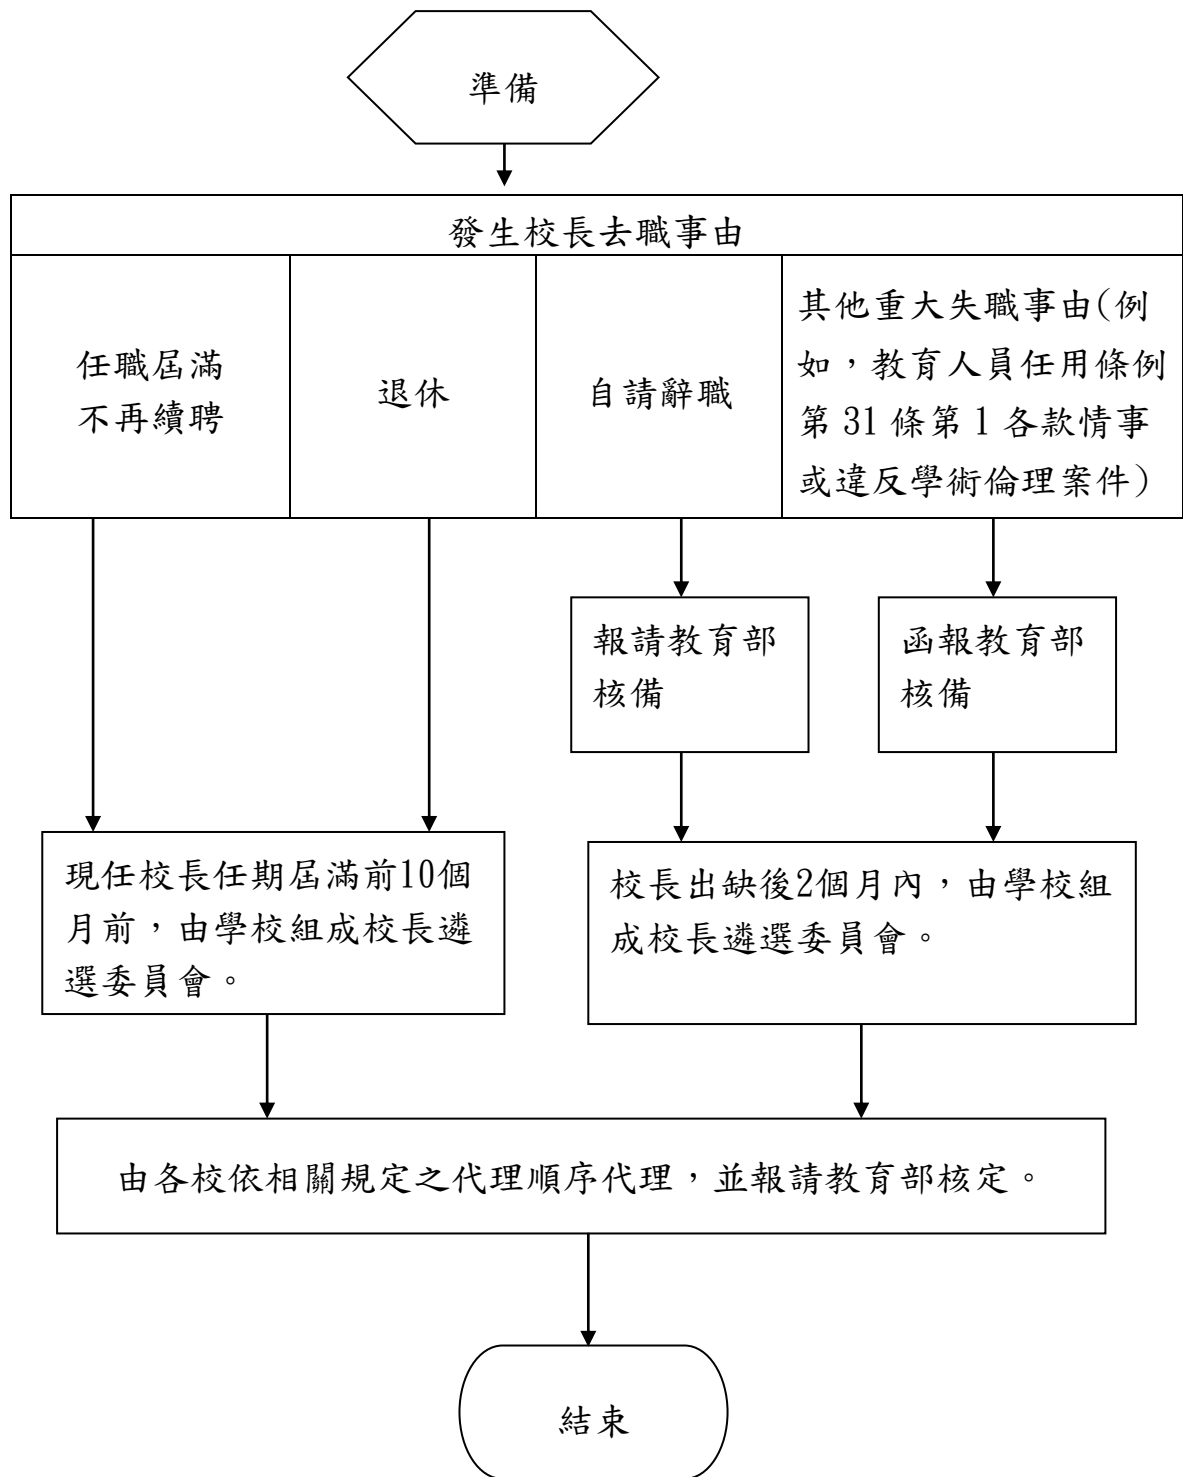 準備
發生校長去職事由
任職屆滿
不再續聘
退休
自請辭職
其他重大失職事由(例
如，教育人員任用條例
第 31 條第 1 各款情事
或違反學術倫理案件)
報請教育部
核備
函報教育部
核備
現任校長任期屆滿前10個
月前，由學校組成校長遴
選委員會。
校長出缺後2個月內，由學校組
成校長遴選委員會。
由各校依相關規定之代理順序代理，並報請教育部核定。
結束